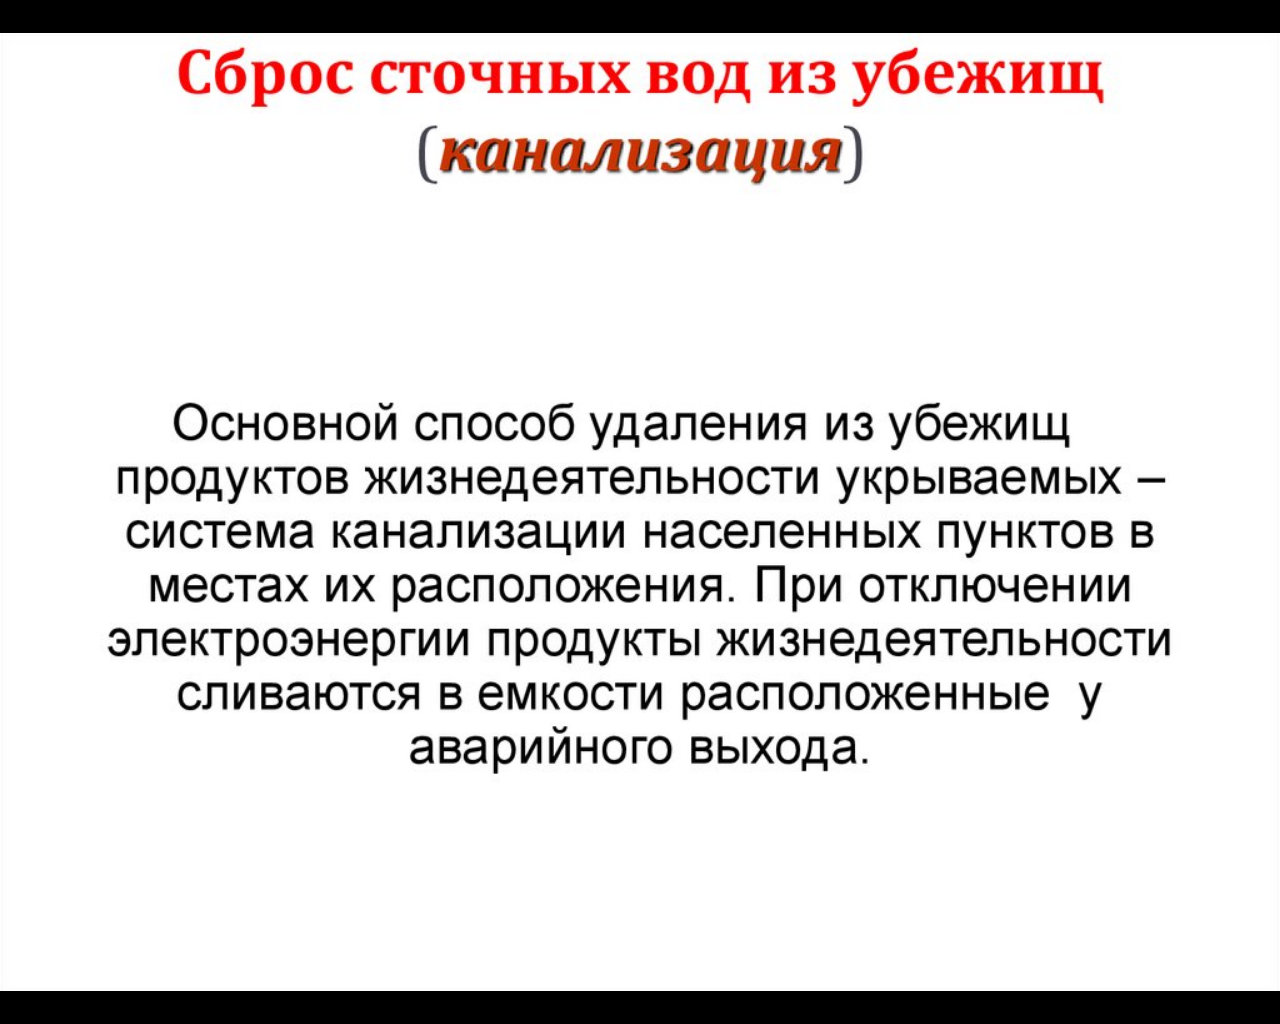 Сброс сточных вод из убежищ
(канализация)
Основной способ удаления из убежищ
продуктов жизнедеятельности укрываемых –
система канализации населенных пунктов в
местах их расположения. При отключении
электроэнергии продукты жизнедеятельности
сливаются в емкости расположенные  у
аварийного выхода.